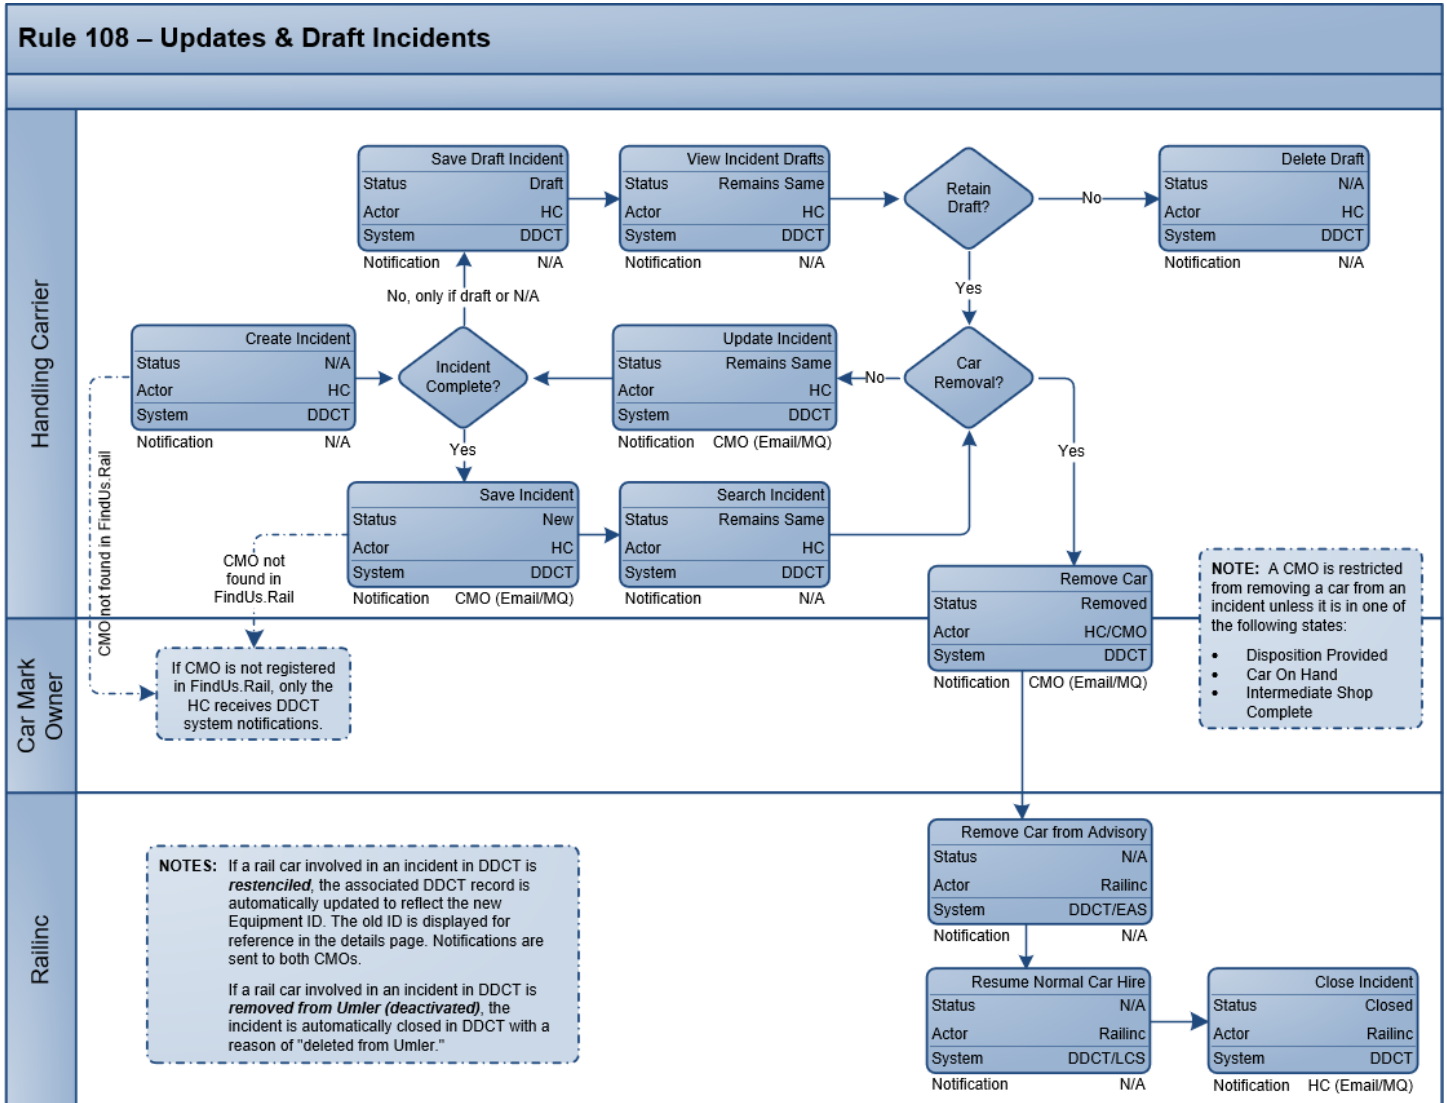 Rule 108 – Updates & Draft Incidents
Handling Carrier
Save Draft Incident
Status Draft
Actor HC
System DDCT
Notification N/A
View Incident Drafts
Status Remains Same
Actor HC
System DDCT
Notification N/A
Retain
Draft?
No
Delete Draft
Status N/A
Actor HC
System DDCT
Notification N/A
Yes
No, only if draft or N/A
Create Incident
Status N/A
Actor HC
System DDCT
Notification N/A
Incident
Complete?
Update Incident
Status Remains Same
Actor HC
System DDCT
Notification CMO (Email/MQ)
No
Car
Removal?
Yes
Yes
CMO not found in FindUs.Rail
Save Incident
Status New
Actor HC
System DDCT
Notification CMO (Email/MQ)
Search Incident
Status Remains Same
Actor HC
System DDCT
Notification N/A
CMO not
found in
FindUs.Rail
Remove Car
Status Removed
Actor HC/CMO
System DDCT
Notification CMO (Email/MQ)
NOTE: A CMO is restricted
from removing a car from an
incident unless it is in one of
the following states:
• Disposition Provided
• Car On Hand
• Intermediate Shop
Complete
Car Mark
Owner
If CMO is not registered
in FindUs.Rail, only the
HC receives DDCT
system notifications.
Railinc
NOTES: If a rail car involved in an incident in DDCT is
restenciled, the associated DDCT record is
automatically updated to reflect the new
Equipment ID. The old ID is displayed for
reference in the details page. Notifications are
sent to both CMOs.
If a rail car involved in an incident in DDCT is
removed from Umler (deactivated), the
incident is automatically closed in DDCT with a
reason of "deleted from Umler."
Remove Car from Advisory
Status N/A
Actor Railinc
System DDCT/EAS
Notification N/A
Resume Normal Car Hire
Status N/A
Actor Railinc
System DDCT/LCS
Notification N/A
Close Incident
Status Closed
Actor Railinc
System DDCT
Notification HC (Email/MQ)